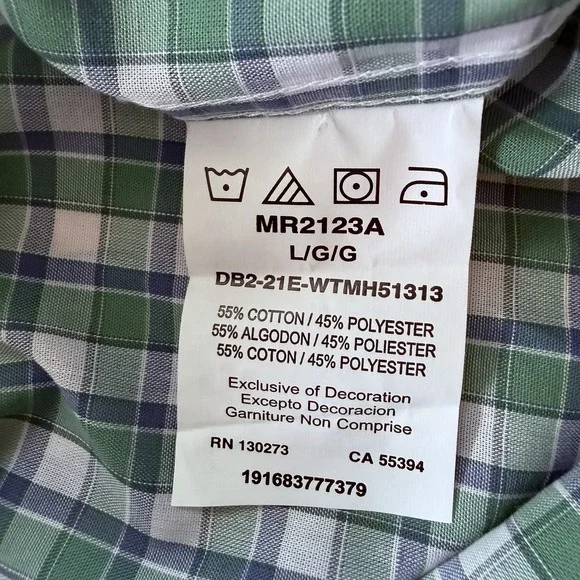 MR2123A
L/G/G
DB2-21E-WTMH51313
55% COTTON / 45% POLYESTER
55% ALGODON / 45% POLIESTER
55% COTON / 45% POLYESTER
Exclusive of Decoration
Excepto Decoracion
Garniture Non Comprise
RN 130273 CA 55394
191683777379